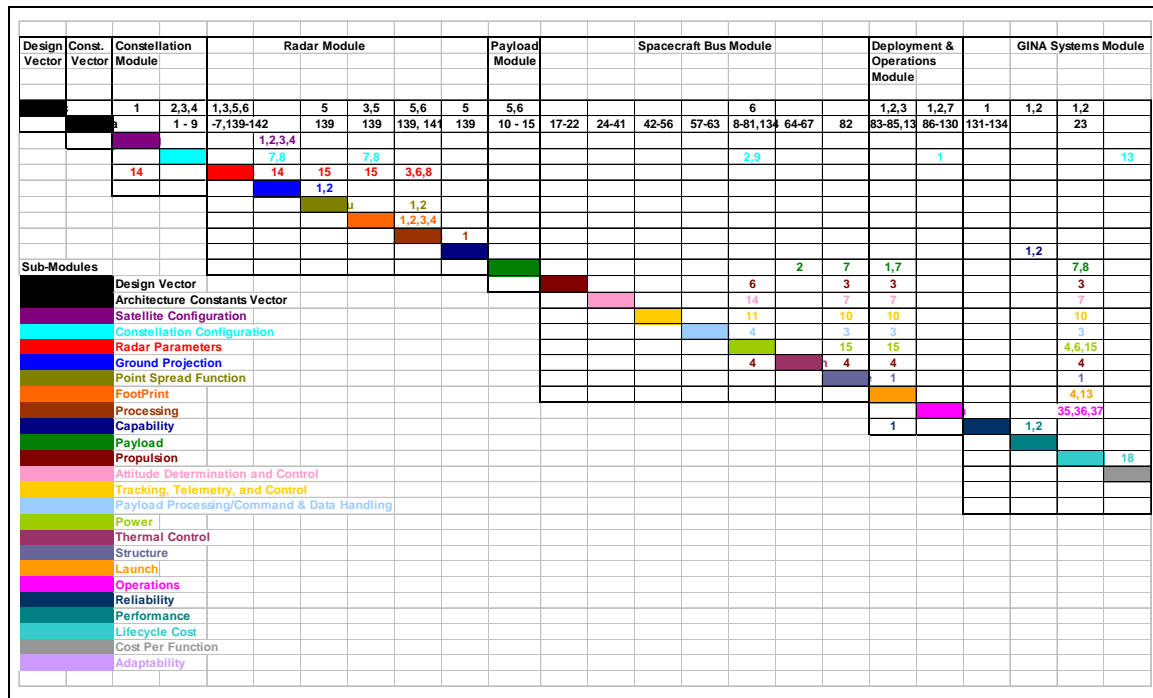 Design Const. Constellation Radar Module Payload Spacecraft Bus Module Deployment & GINA Systems Module
Vector Vector Module Module Operations
Module
1 2,3,4 1,3,5,6 5 3,5 5,6 5 5,6 6 1,2,3 1,2,7 1 1,2 1,2
1 - 9 -7,139-142 139 139 139, 141 139 10 - 15 17-22 24-41 42-56 57-63 8-81,134 64-67 82 83-85,13 86-130 131-134 23
1,2,3,4
7,8 7,8 2,9 1 13
14 14 15 15 3,6,8
1,2
1,2
1,2,3,4
1
1,2
Sub-Modules 2 7 1,7 7,8
Design Vector 6 3 3 3
Architecture Constants Vector 14 7 7 7
Satellite Configuration 11 10 10 10
Constellation Configuration 4 3 3 3
Radar Parameters 15 15 4,6,15
Ground Projection 4 4 4 4
Point Spread Function 1 1
FootPrint 4,13
Processing 35,36,37
Capability 1 1,2
Payload
Propulsion 18
Attitude Determination and Control
Tracking, Telemetry, and Control
Payload Processing/Command & Data Handling
Power
Thermal Control
Structure
Launch
Operations
Reliability
Performance
Lifecycle Cost
Cost Per Function
Adaptability